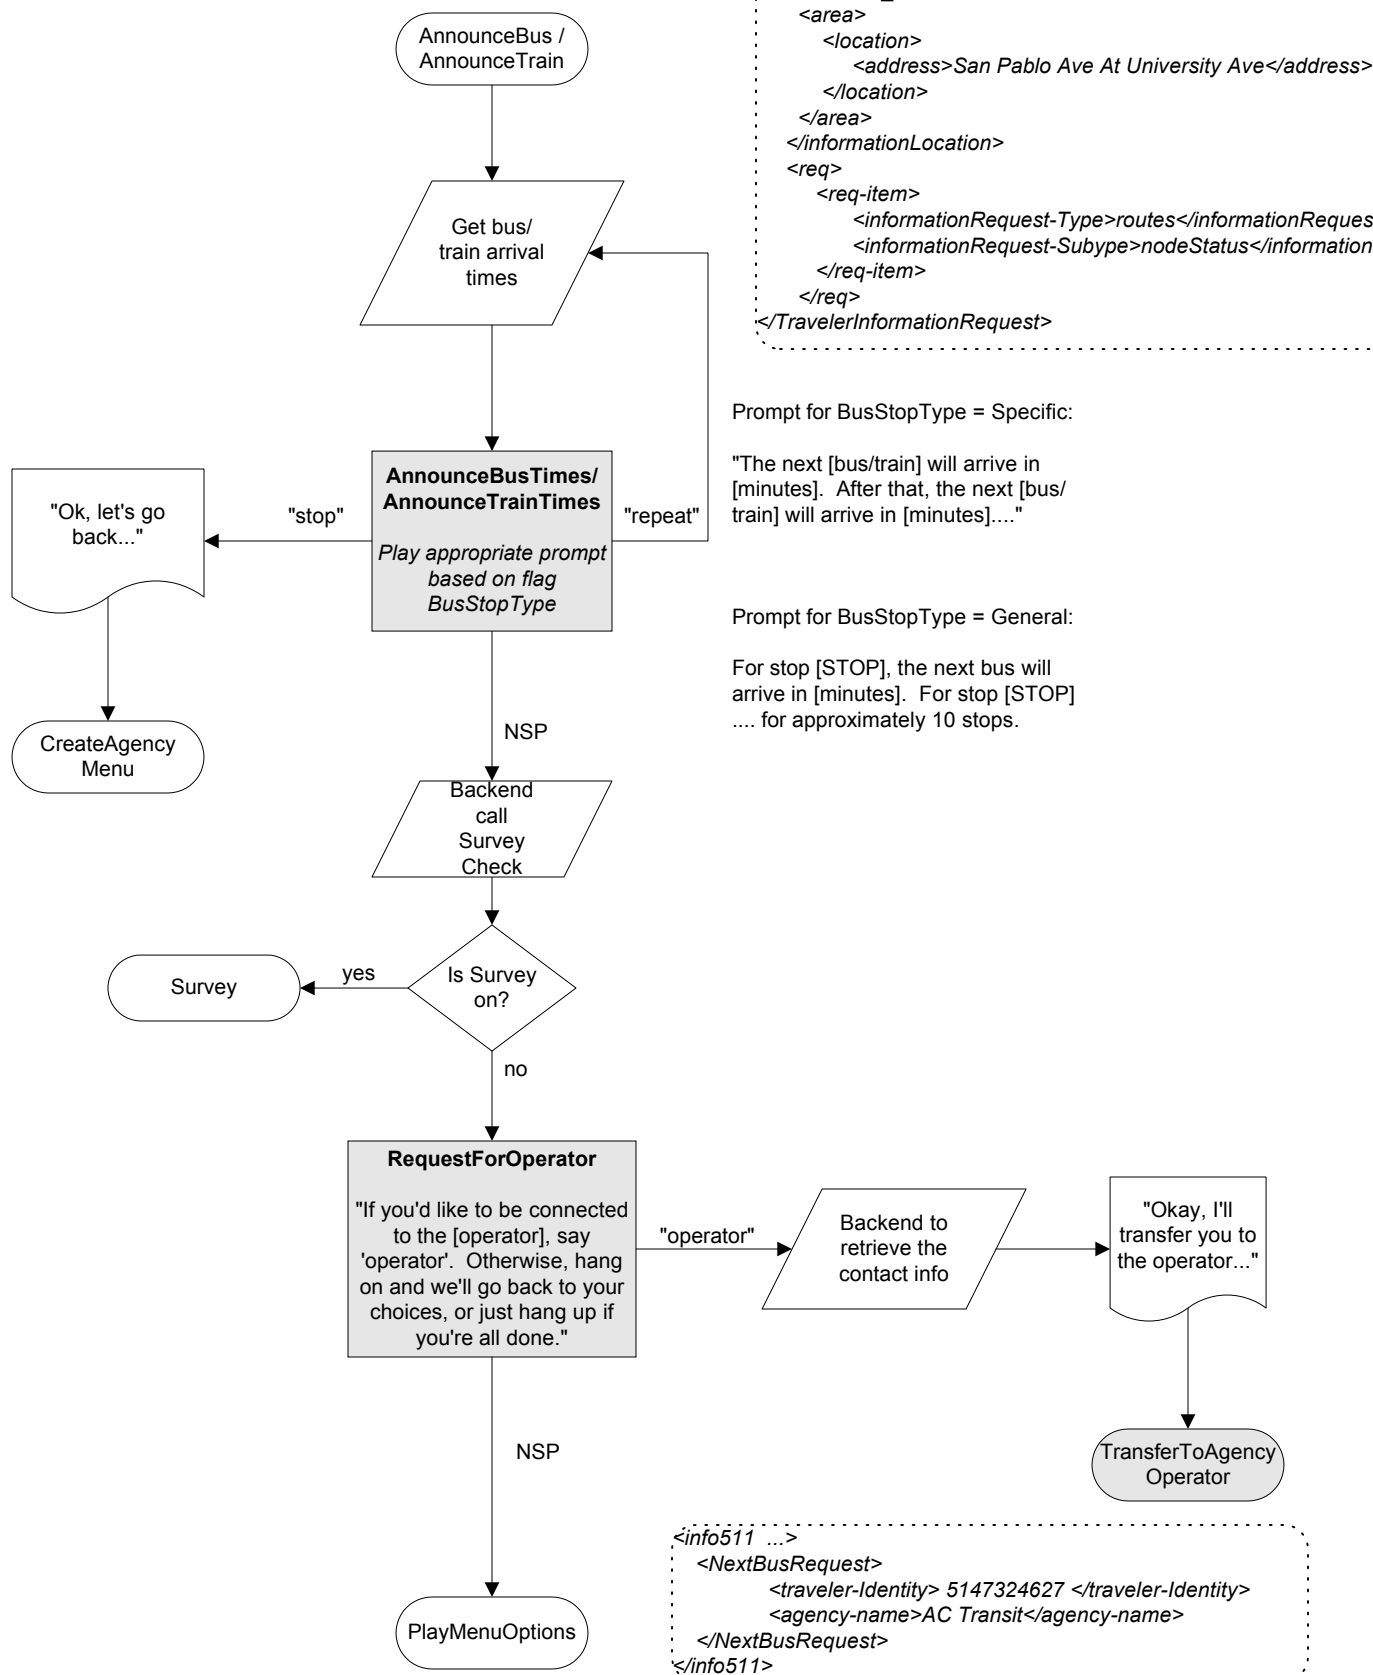 AnnounceBus /
AnnounceTrain
<area>
<location>
<address>San Pablo Ave At University Ave</address>
</location>
</area>
</informationLocation>
<req>
<req-item>
<informationRequest-Type>routes</informationReques
<informationRequest-Subype>nodeStatus</information
</req-item>
</req>
</TravelerInformationRequest>
Get bus/
train arrival
times
Prompt for BusStopType = Specific:
"The next [bus/train] will arrive in
[minutes].  After that, the next [bus/
train] will arrive in [minutes]...."
AnnounceBusTimes/
AnnounceTrainTimes
Play appropriate prompt
based on flag
BusStopType
"stop"
"repeat"
"Ok, let's go
back..."
Prompt for BusStopType = General:
For stop [STOP], the next bus will
arrive in [minutes].  For stop [STOP]
.... for approximately 10 stops.
CreateAgency
Menu
NSP
Backend
call
Survey
Check
Is Survey
on?
yes
Survey
no
RequestForOperator
"If you'd like to be connected
to the [operator], say
'operator'.  Otherwise, hang
on and we'll go back to your
choices, or just hang up if
you're all done."
"operator"
Backend to
retrieve the
contact info
"Okay, I'll
transfer you to
the operator..."
TransferToAgency
Operator
NSP
PlayMenuOptions
<info511  ...>
<NextBusRequest>
<traveler-Identity> 5147324627 </traveler-Identity>
<agency-name>AC Transit</agency-name>
</NextBusRequest>
</info511>